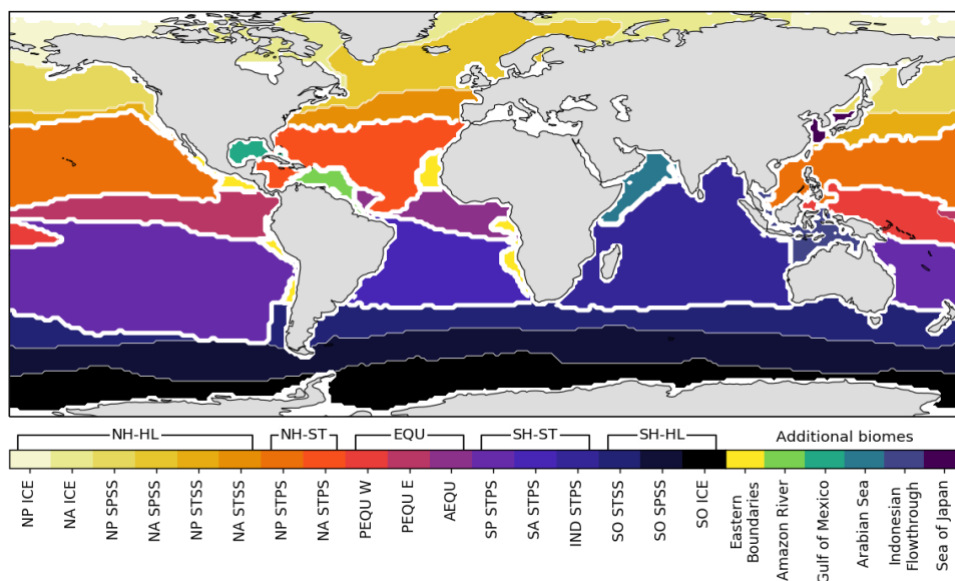 NH-HL
NH-ST
EQU
SH-ST
SH-HL
Additional biomes
NP ICE
NA ICE
NP SPSS
NA SPSS
NP STSS
NA STSS
NP STPS
NA STPS
PEQU W
PEQU E
AEQU
SP STPS
SA STPS
IND STPS
SO STSS
SO SPSS
SO ICE
Eastern
Boundaries
Amazon River
Gulf of Mexico
Arabian Sea
Indonesian
Flowthrough
Sea of Japan